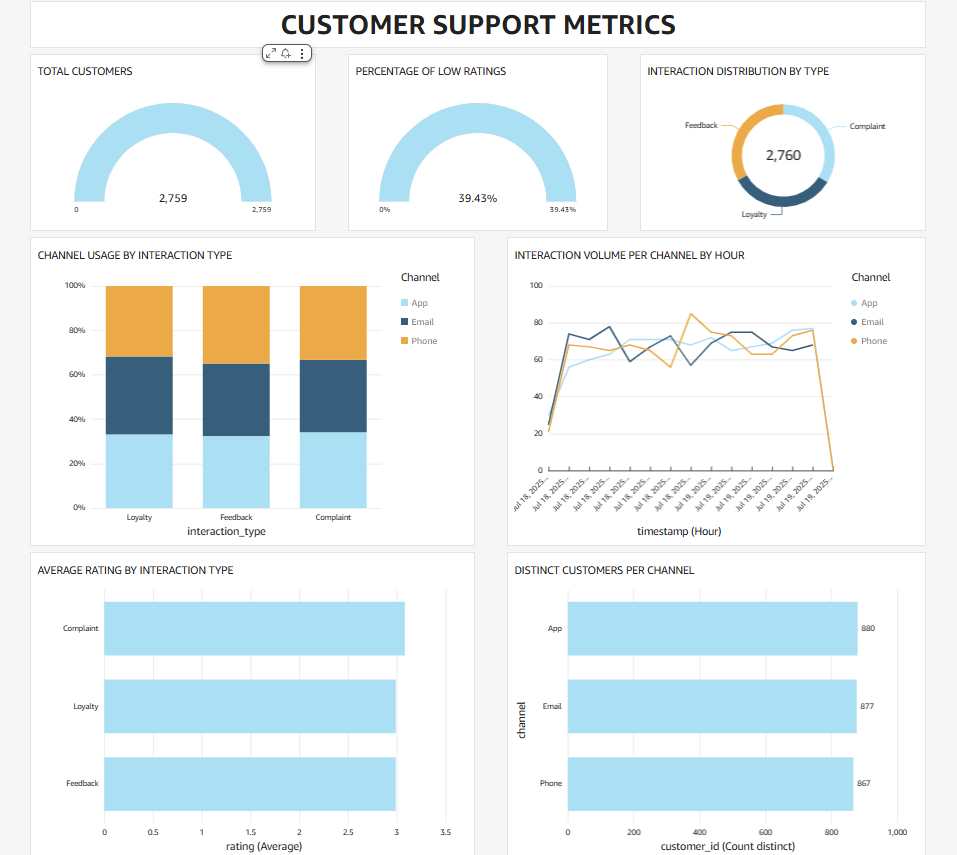 CUSTOMER SUPPORT METRICS
TOTAL CUSTOMERS
2,759
0
2,759
PERCENTAGE OF LOW RATINGS
39.43%
0%
39.43%
INTERACTION DISTRIBUTION BY TYPE
Feedback
Complaint
2,760
Loyalty
CHANNEL USAGE BY INTERACTION TYPE
Channel
App
Email
Phone
100%
80%
60%
40%
20%
0%
Loyalty
Feedback
Complaint
interaction_type
INTERACTION VOLUME PER CHANNEL BY HOUR
Channel
App
Email
Phone
100
80
60
40
20
0
Jul 18, 2025...
Jul 18, 2025...
Jul 18, 2025...
Jul 18, 2025...
Jul 18, 2025...
Jul 18, 2025...
Jul 18, 2025...
Jul 19, 2025...
Jul 19, 2025...
Jul 19, 2025...
Jul 19, 2025...
Jul 19, 2025...
Jul 19, 2025...
Jul 19, 2025...
timestamp (Hour)
AVERAGE RATING BY INTERACTION TYPE
Complaint
Loyalty
Feedback
0
0.5
1
1.5
2
2.5
3
3.5
rating (Average)
DISTINCT CUSTOMERS PER CHANNEL
channel
App
880
Email
877
Phone
867
0
200
400
600
800
1,000
customer_id (Count distinct)